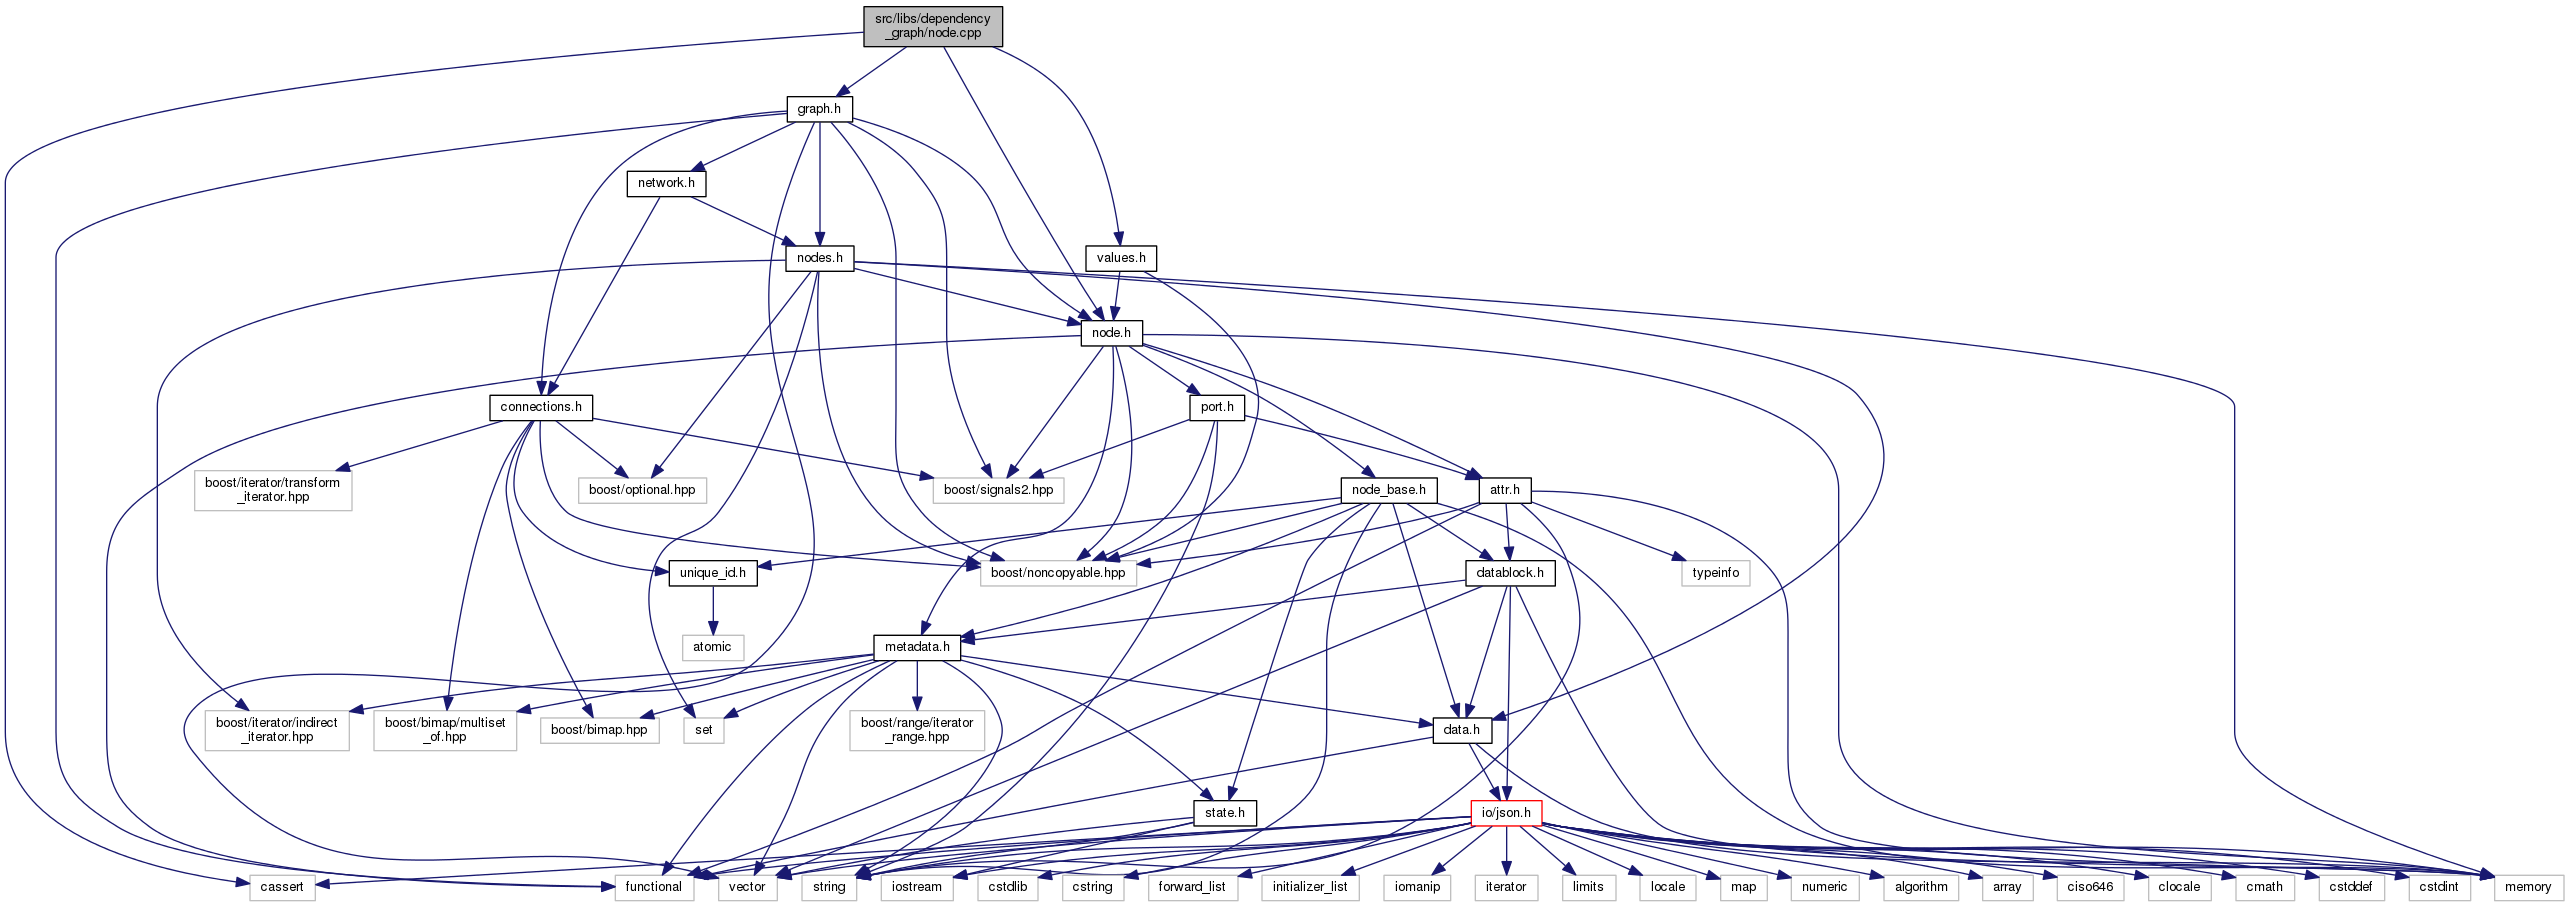 src/libs/dependency
_graph/node.cpp
graph.h
network.h
nodes.h
values.h
node.h
connections.h
port.h
boost/iterator/transform
_iterator.hpp
boost/optional.hpp
boost/signals2.hpp
node_base.h
attr.h
unique_id.h
boost/noncopyable.hpp
datablock.h
typeinfo
atomic
metadata.h
boost/iterator/indirect
_iterator.hpp
boost/bimap/multiset
_of.hpp
boost/bimap.hpp
set
boost/range/iterator
_range.hpp
data.h
state.h
io/json.h
cassert
functional
vector
string
iostream
cstdlib
cstring
forward_list
initializer_list
iomanip
iterator
limits
locale
map
numeric
algorithm
array
ciso646
clocale
cmath
cstddef
cstdint
memory